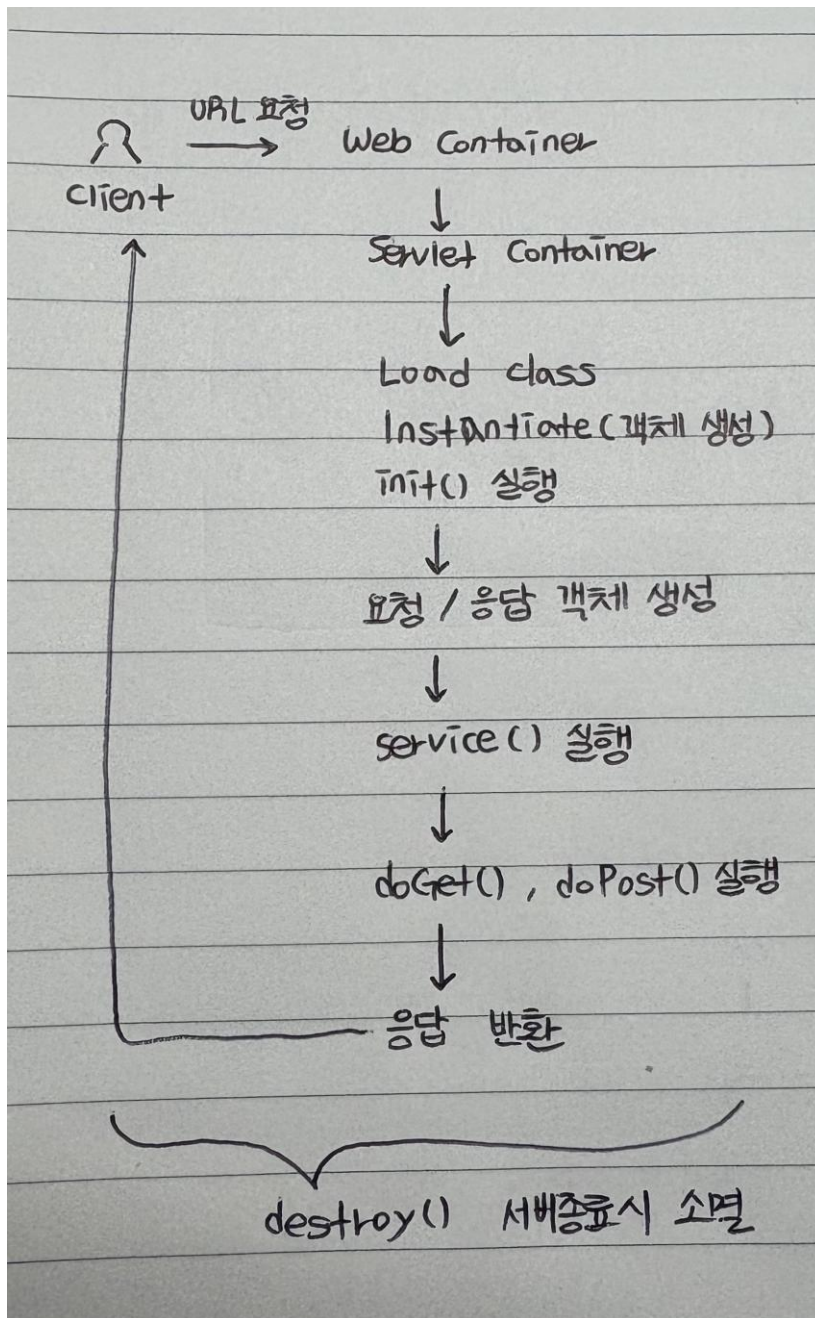 URL 요청
Client
Web Container
Servlet Container
Load class
Instantiate (객체 생성)
init() 실행
요청 / 응답 객체 생성
service() 실행
doGet() , doPost() 실행
응답 반환
destroy() 서버종료시 소멸